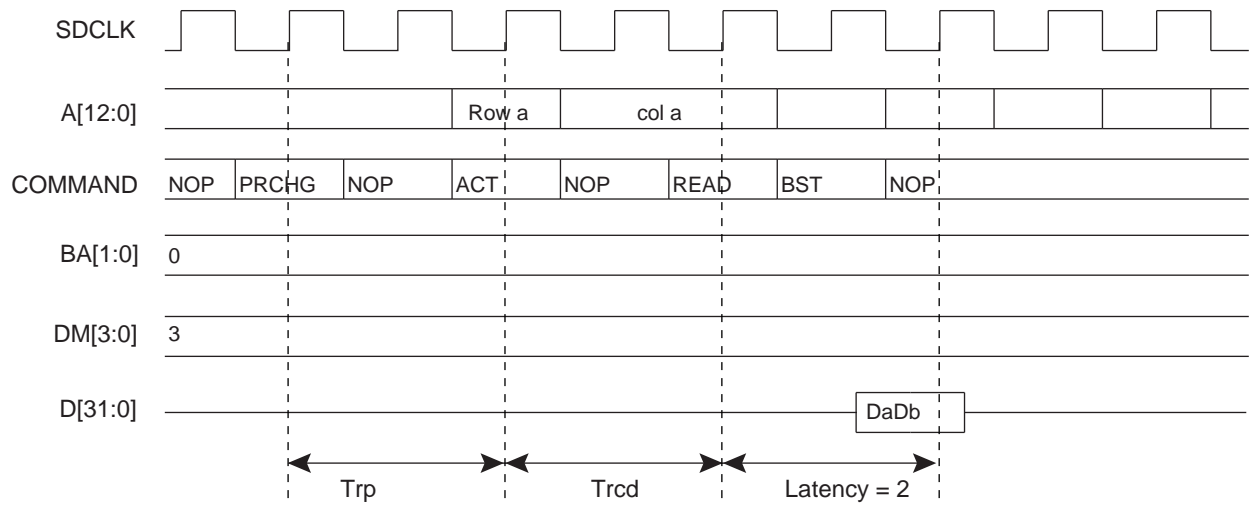 SDCLK
A[12:0] Row a col a
COMMAND NOP PRCHG NOP ACT NOP READ BST NOP
BA[1:0] 0
DM[3:0] 3
D[31:0] DaDb
Trp Trcd Latency = 2